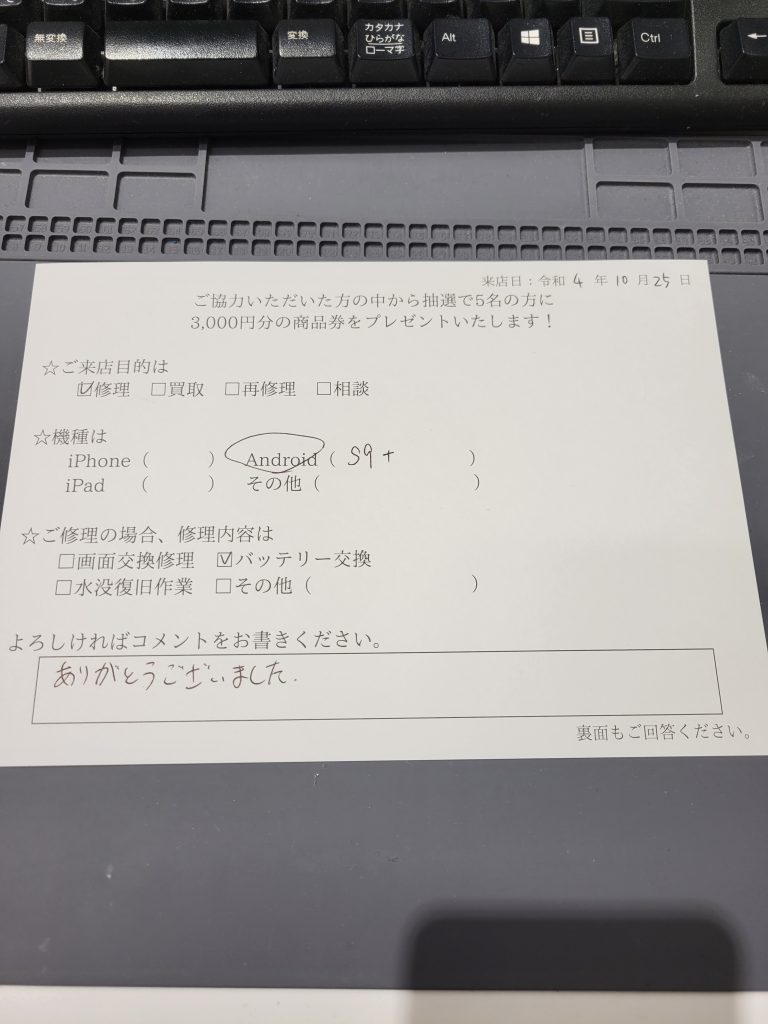 無変換
変換
カタカナ
ひらがな
ローマ字
Alt
Ctrl
来店日：令和 4 年 10 月 25 日
ご協力いただいた方の中から抽選で5名の方に
3,000円分の商品券をプレゼントいたします！
☆ご来店目的は
☑修理 □買取 □再修理 □相談
☆機種は
iPhone（ ） Android（ S9+ ）
iPad （ ） その他（ ）
☆ご修理の場合、修理内容は
□画面交換修理 ☑バッテリー交換
□水没復旧作業 □その他（ ）
よろしければコメントをお書きください。
ありがとうございました.
裏面もご回答ください。